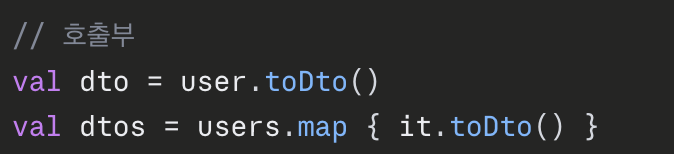 // 호출부
val dto = user.toDto()
val dtos = users.map { it.toDto() }